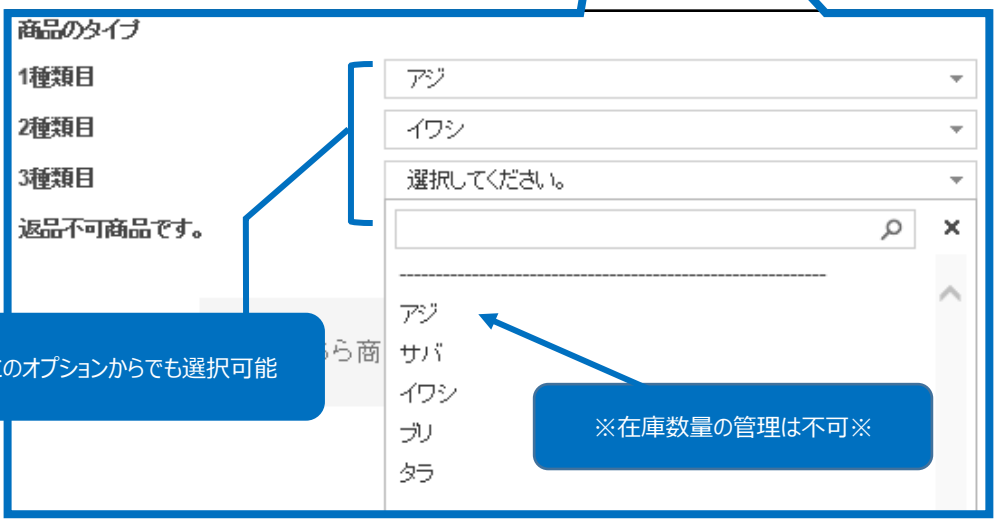 商品のタイプ
1種類目
アジ
2種類目
イワシ
3種類目
選択してください。
返品不可商品です。
------------------------------------------------------------
アジ
サバ
イワシ
ブリ
タラ
ら商
のオプションからでも選択可能
※在庫数量の管理は不可※